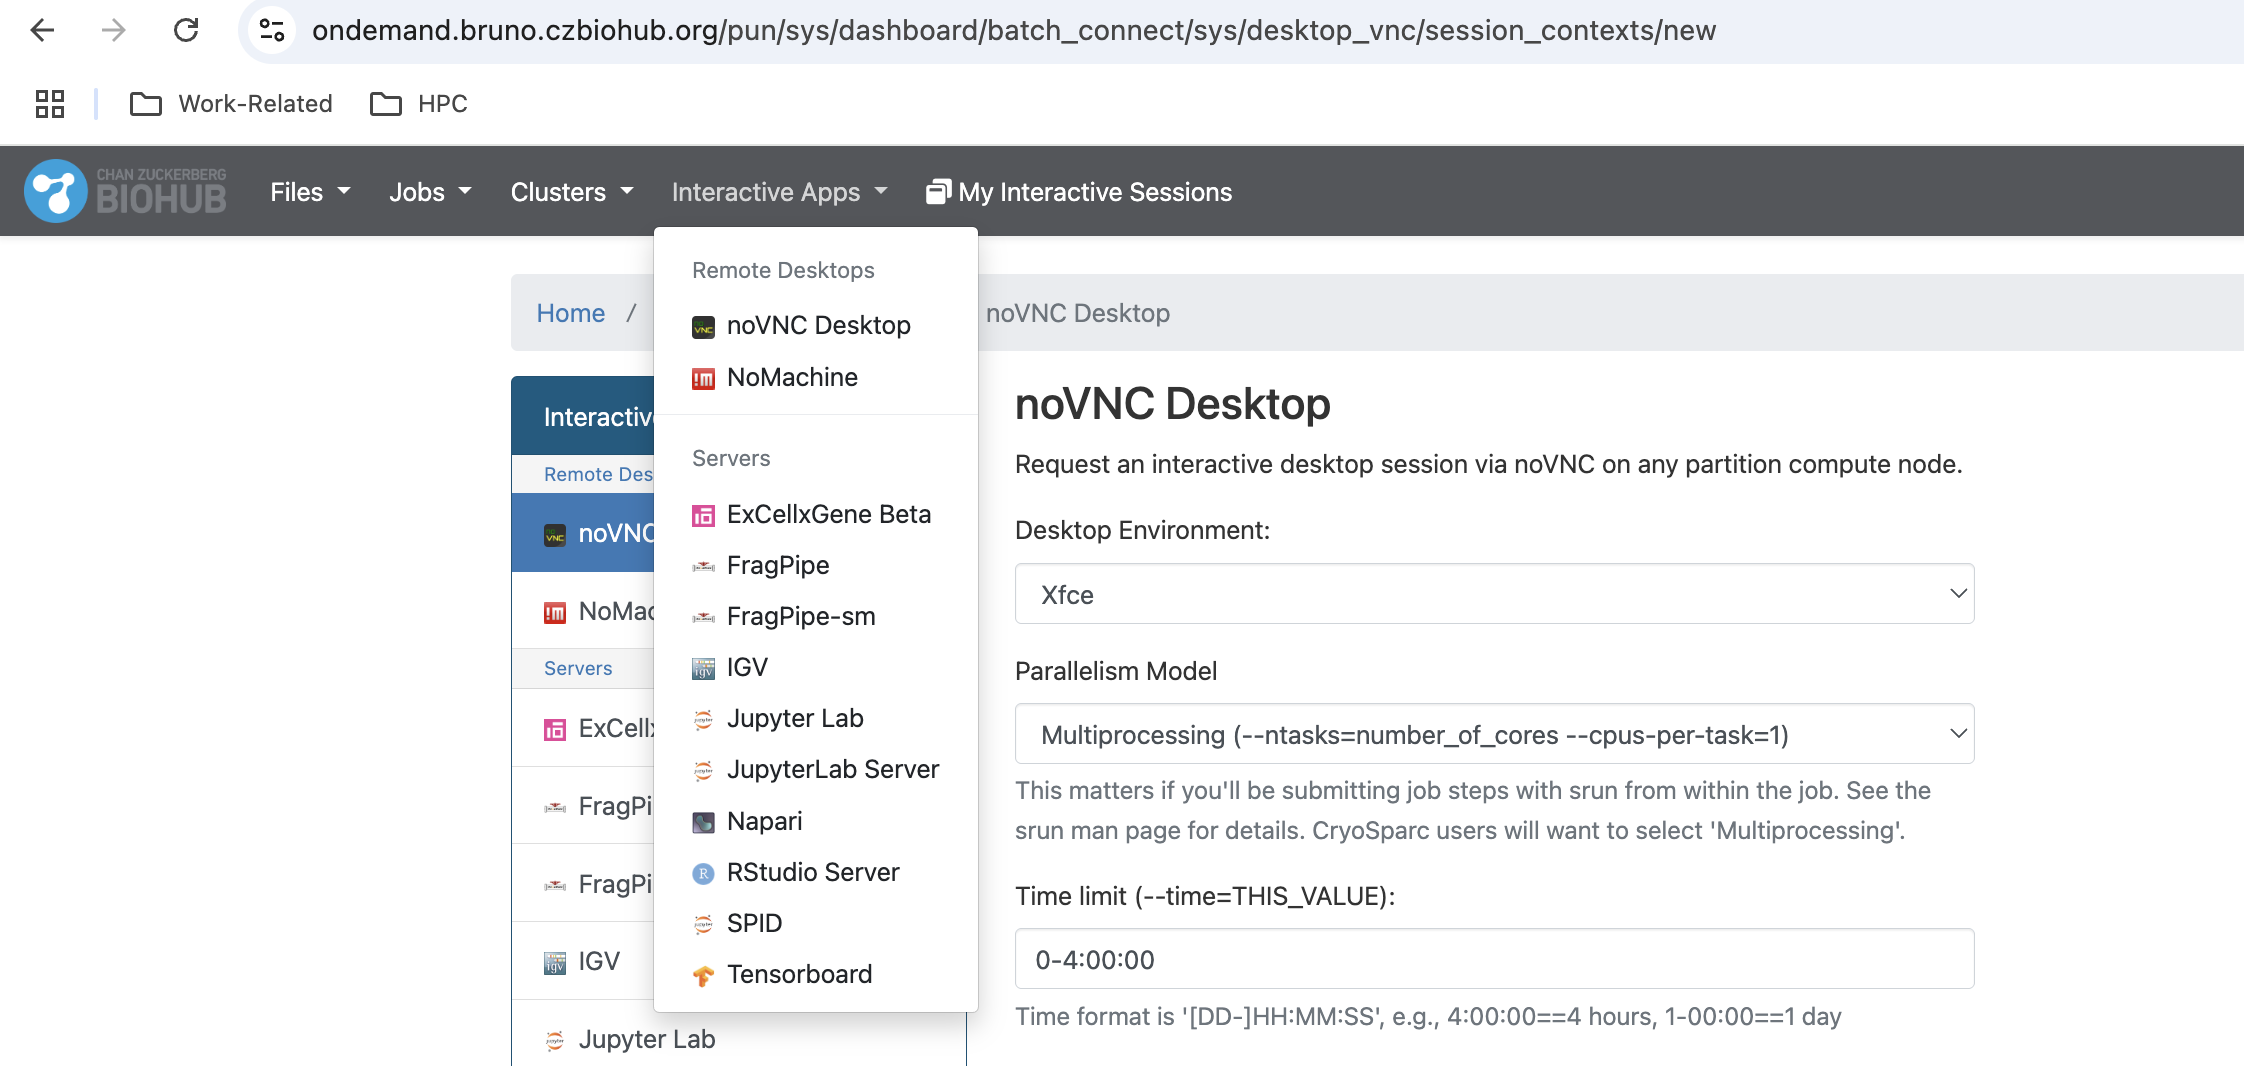 ondemand.bruno.czbiohub.org/pun/sys/dashboard/batch_connect/sys/desktop_vnc/session_contexts/new
Work-Related
HPC
CHAN ZUCKERBERG
BIOHUB
Files
Jobs
Clusters
Interactive Apps
My Interactive Sessions
Remote Desktops
noVNC Desktop
NoMachine
Servers
ExCellxGene Beta
FragPipe
FragPipe-sm
IGV
Jupyter Lab
JupyterLab Server
Napari
RStudio Server
SPID
Tensorboard
Home /
noVNC Desktop
Interactiv
Remote Des
noVNC
NoMac
Servers
ExCellx
FragPi
FragPi
IGV
Jupyter Lab
noVNC Desktop
Request an interactive desktop session via noVNC on any partition compute node.
Desktop Environment:
Xfce
Parallelism Model
Multiprocessing (--ntasks=number_of_cores --cpus-per-task=1)
This matters if you'll be submitting job steps with srun from within the job. See the
srun man page for details. CryoSparc users will want to select 'Multiprocessing'.
Time limit (--time=THIS_VALUE):
0-4:00:00
Time format is '[DD-]HH:MM:SS', e.g., 4:00:00==4 hours, 1-00:00==1 day